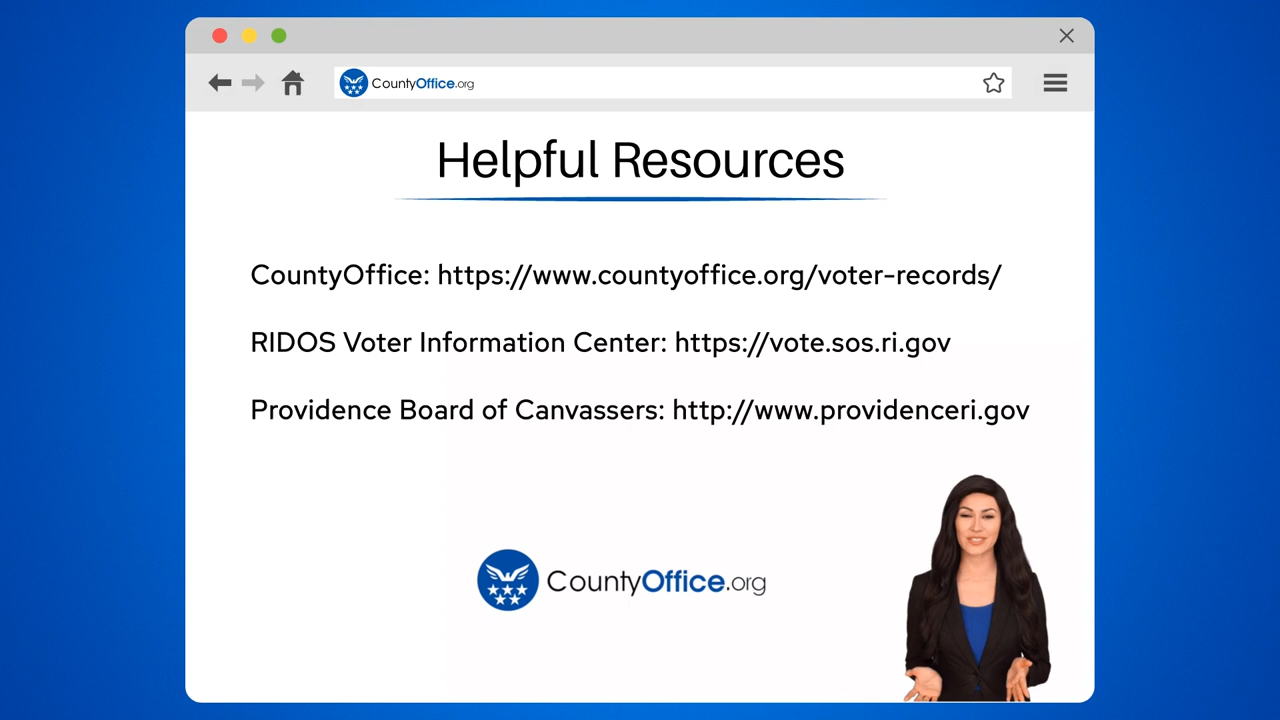 CountyOffice.org
Helpful Resources
CountyOffice: https://www.countyoffice.org/voter-records/
RIDOS Voter Information Center: https://vote.sos.ri.gov
Providence Board of Canvassers: http://www.providenceri.gov
CountyOffice.org